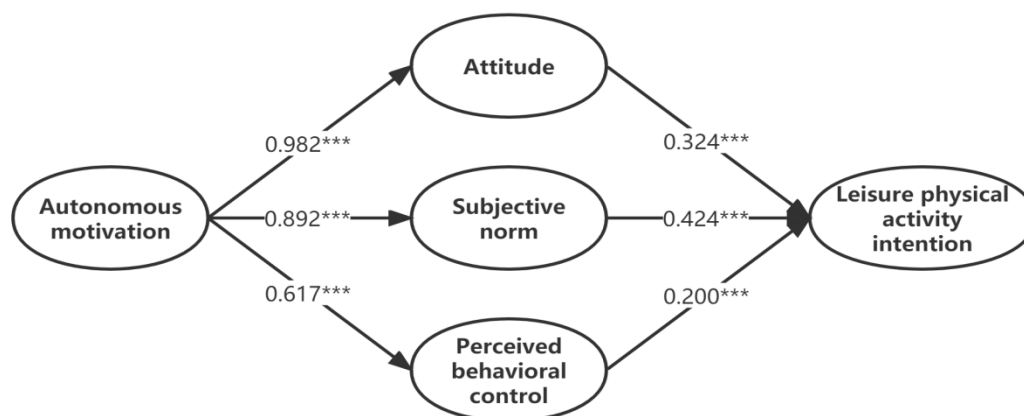 Attitude
0.982***
0.324***
Autonomous
motivation
0.892***
Subjective
norm
0.424***
Leisure physical
activity
intention
0.617***
0.200***
Perceived
behavioral
control